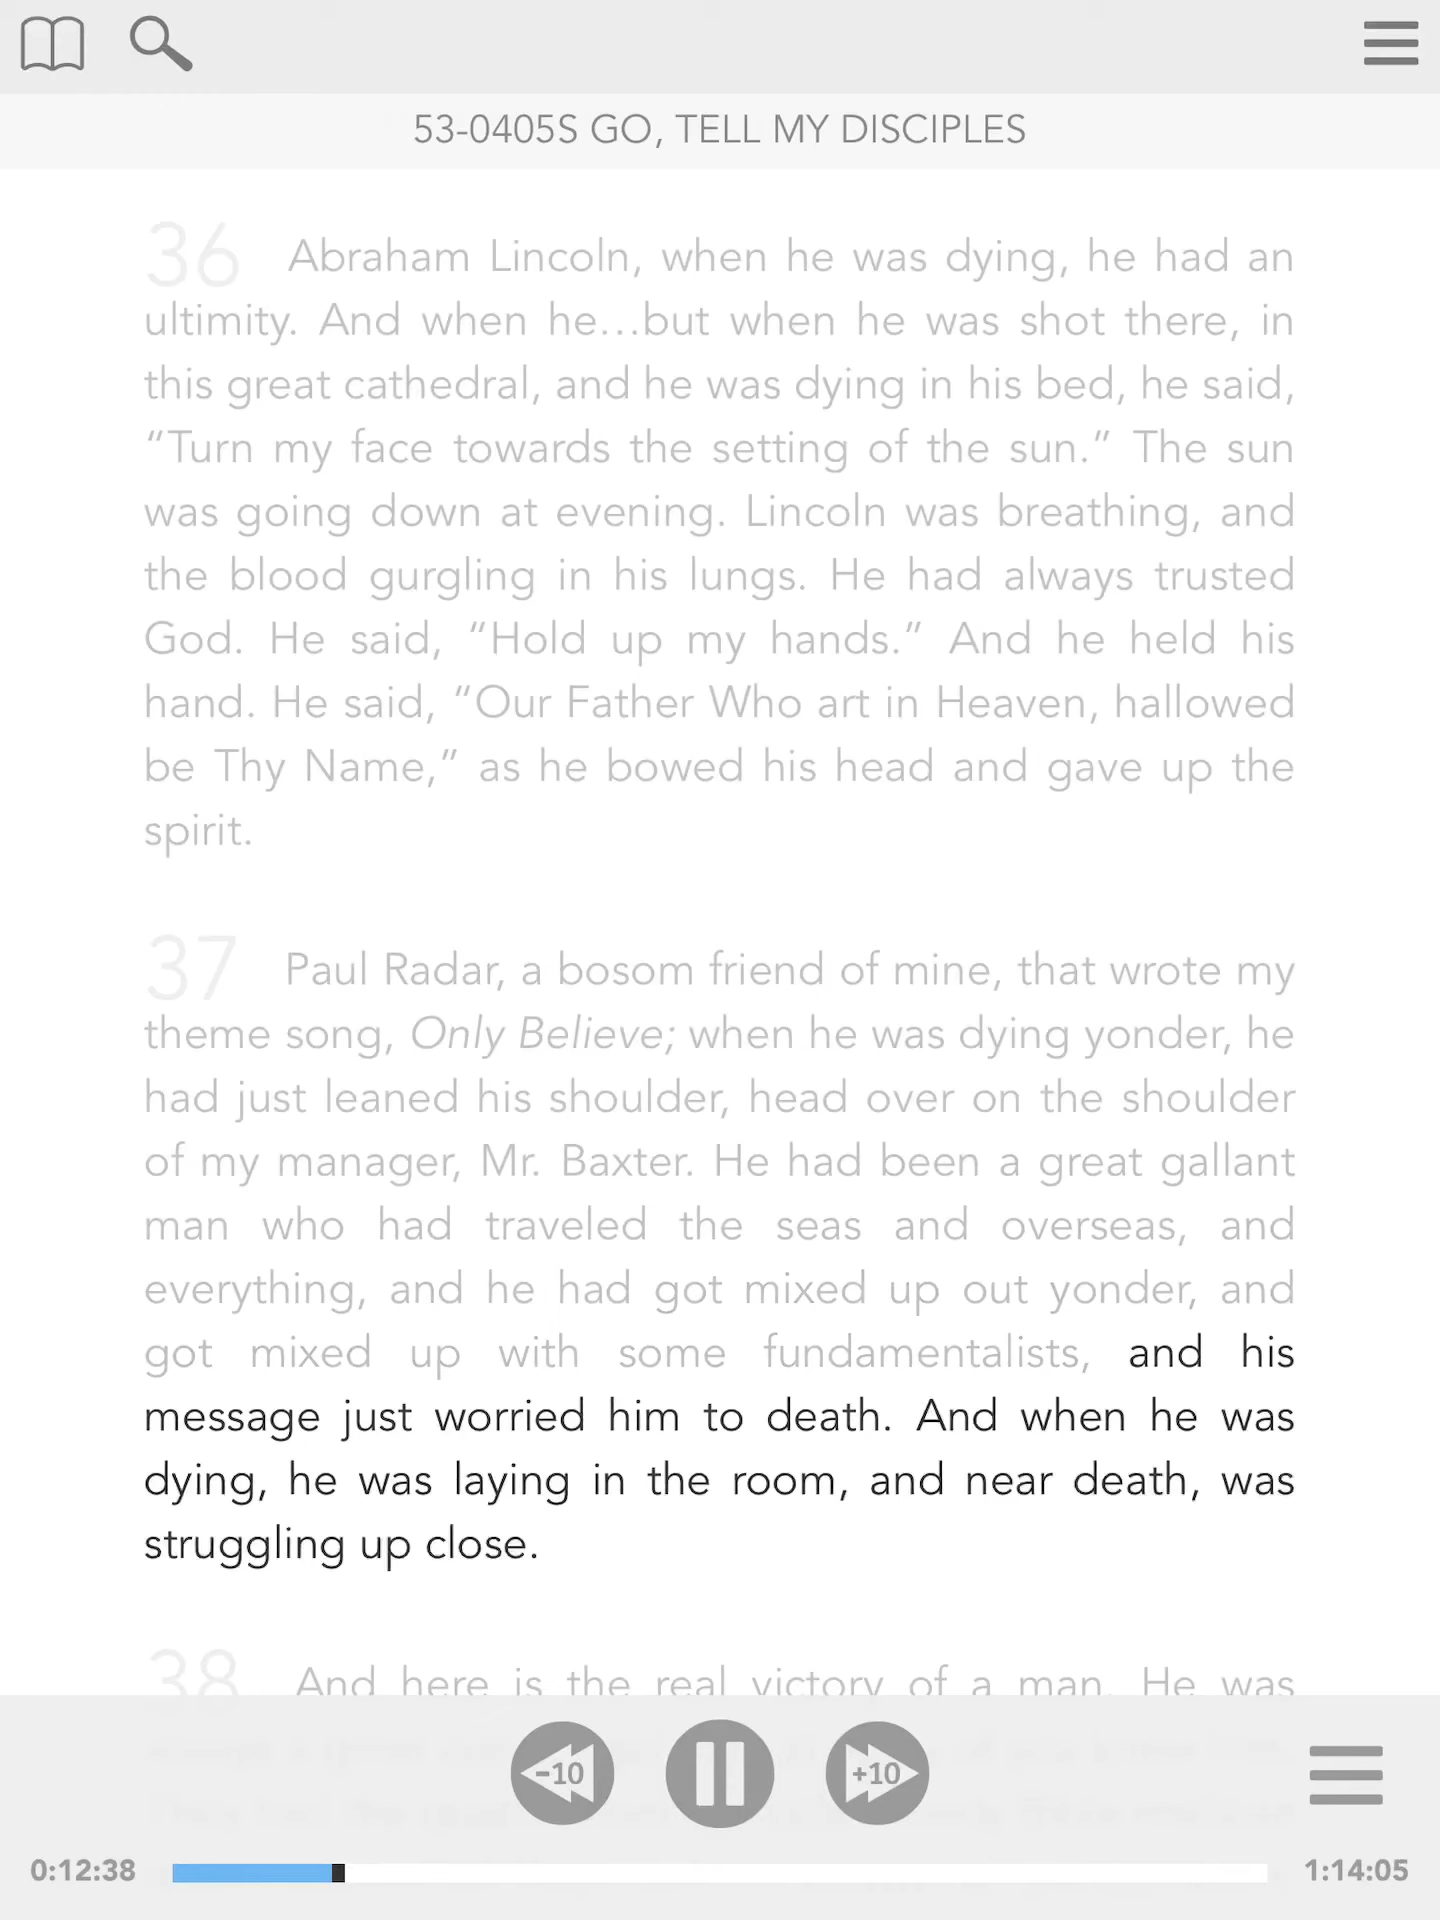 53-0405S GO, TELL MY DISCIPLES
36 Abraham Lincoln, when he was dying, he had an
ultimity. And when he…but when he was shot there, in
this great cathedral, and he was dying in his bed, he said,
“Turn my face towards the setting of the sun.” The sun
was going down at evening. Lincoln was breathing, and
the blood gurgling in his lungs. He had always trusted
God. He said, “Hold up my hands.” And he held his
hand. He said, “Our Father Who art in Heaven, hallowed
be Thy Name,” as he bowed his head and gave up the
spirit.
37 Paul Radar, a bosom friend of mine, that wrote my
theme song, Only Believe; when he was dying yonder, he
had just leaned his shoulder, head over on the shoulder
of my manager, Mr. Baxter. He had been a great gallant
man who had traveled the seas and overseas, and
everything, and he had got mixed up out yonder, and
got mixed up with some fundamentalists, and his
message just worried him to death. And when he was
dying, he was laying in the room, and near death, was
struggling up close.
38 And here is the real victory of a man. He was
-10 +10
0:12:38 1:14:05